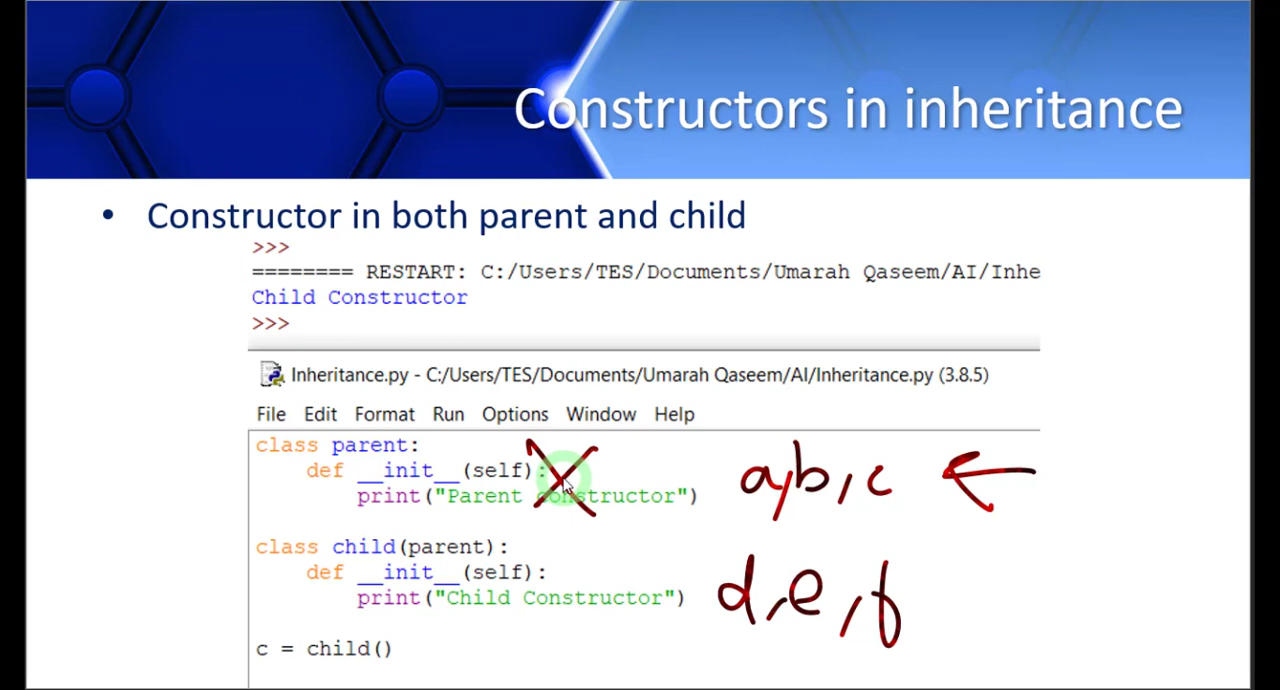 Constructors in inheritance
• Constructor in both parent and child
>>>
======== RESTART: C:/Users/TES/Documents/Umarah Qaseem/AI/Inhe
Child Constructor
>>>
Inheritance.py - C:/Users/TES/Documents/Umarah Qaseem/AI/Inheritance.py (3.8.5)
File Edit Format Run Options Window Help
class parent:
    def __init__(self):
        print("Parent constructor")
a,b,c
class child(parent):
    def __init__(self):
        print("Child Constructor")
d,e,f
c = child()